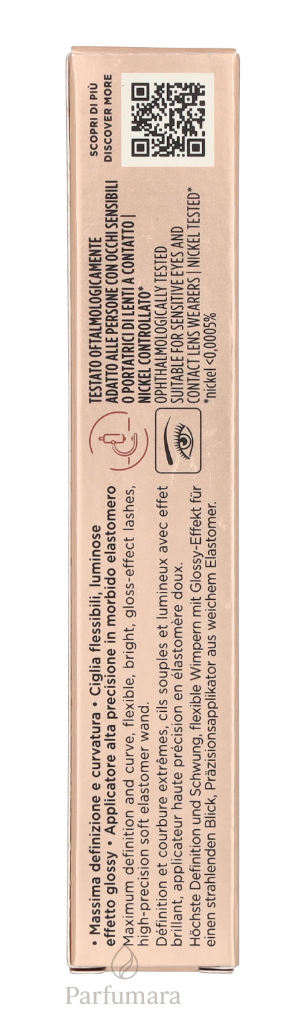 • Massima definizione e curvatura • Ciglia flessibili, luminose
effetto glossy • Applicatore alta precisione in morbido elastomero
Maximum definition and curve, flexible, bright, gloss-effect lashes,
high-precision soft elastomer wand.
Définition et courbure extrêmes, cils souples et lumineux avec effet
brillant, applicateur haute précision en élastomère doux.
Höchste Definition und Schwung, flexible Wimpern mit Glossy-Effekt für
einen strahlenden Blick, Präzisionsapplikator aus weichem Elastomer.
TESTATO OFTALMOLOGICAMENTE
ADATTO ALLE PERSONE CON OCCHI SENSIBILI
O PORTATRICI DI LENTI A CONTATTO |
NICKEL CONTROLLATO*
OPHTHALMOLOGICALLY TESTED
SUITABLE FOR SENSITIVE EYES AND
CONTACT LENS WEARERS | NICKEL TESTED*
*nickel <0,0005%
SCOPRI DI PIÙ
DISCOVER MORE
Parfumara